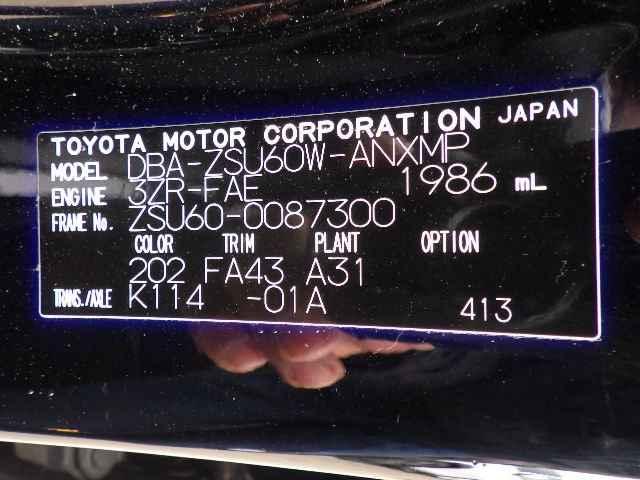 TOYOTA MOTOR CORPORATION JAPAN
MODEL DBA-ZSU60W-ANXMP
ENGINE 3ZR-FAE 1986 mL
FRAME No. ZSU60-0087300
COLOR TRIM PLANT OPTION
202 FA43 A31
TRANS./AXLE K114 -01A 413